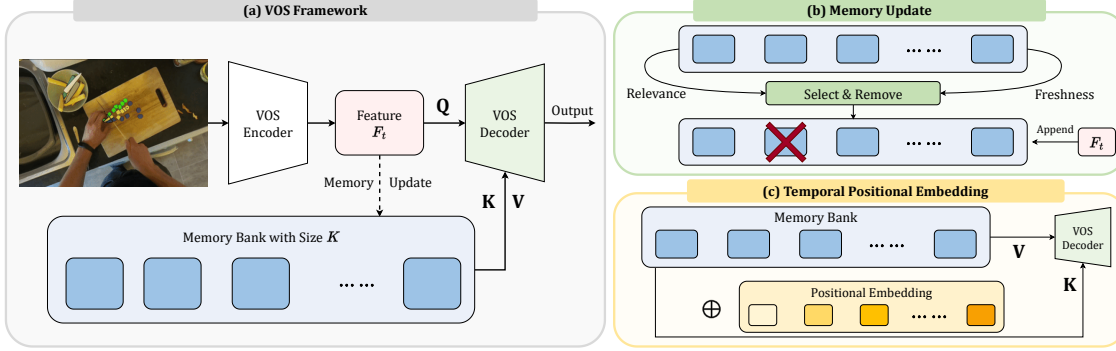 (a) VOS Framework
VOS
Encoder
Feature
F_t
Q
VOS
Decoder
Output
Memory Update
K V
Memory Bank with Size K
... ...
(b) Memory Update
... ...
Relevance
Select & Remove
Freshness
... ...
Append
F_t
(c) Temporal Positional Embedding
Memory Bank
... ...
V
VOS
Decoder
K
⊕
Positional Embedding
... ...